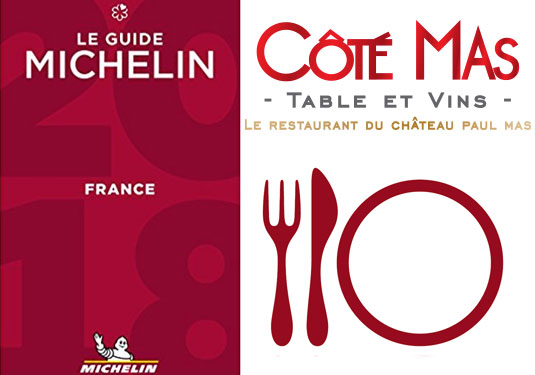 LE GUIDE
MICHELIN
2018
FRANCE
MICHELIN
CÔTÉ MAS
- TABLE ET VINS -
LE RESTAURANT DU CHÂTEAU PAUL MAS